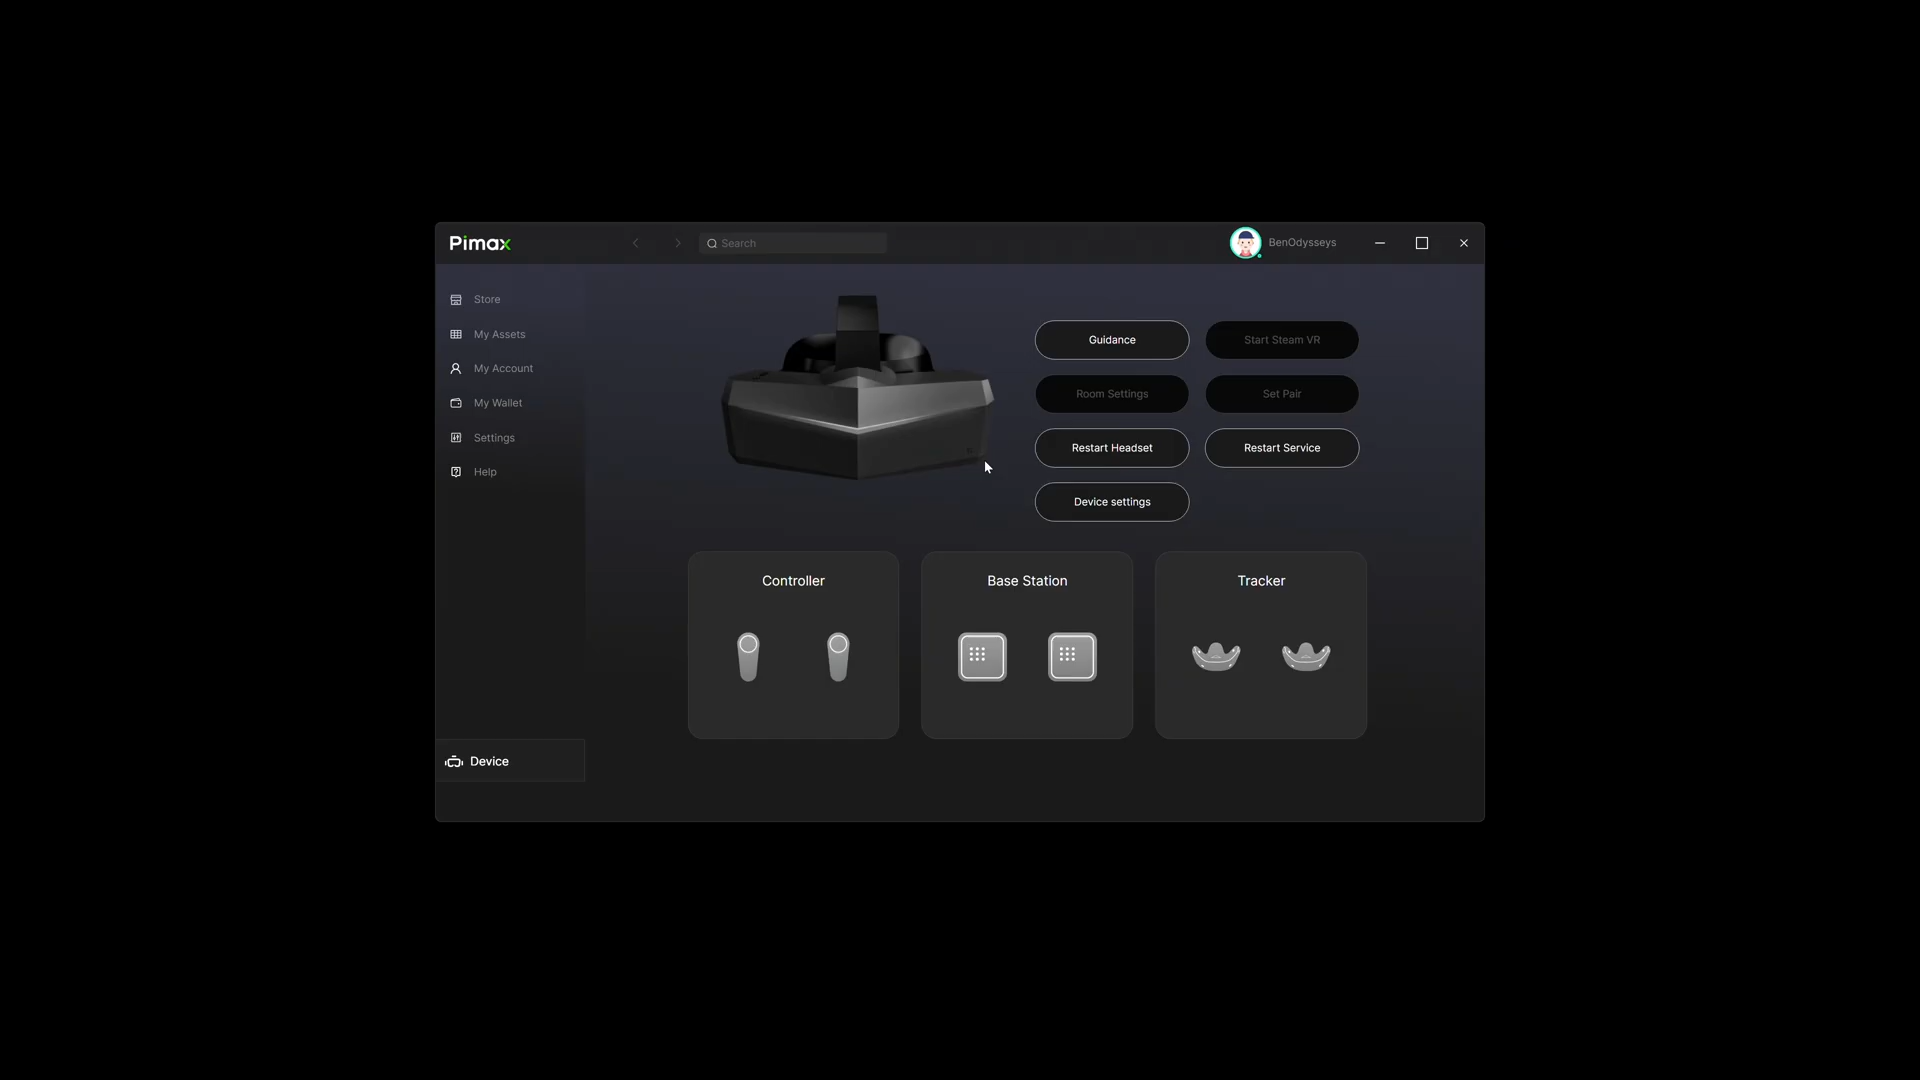 Pimax
Search
BenOdysseys
Store
My Assets
My Account
My Wallet
Settings
Help
Device
Guidance
Start Steam VR
Room Settings
Set Pair
Restart Headset
Restart Service
Device settings
Controller
Base Station
Tracker